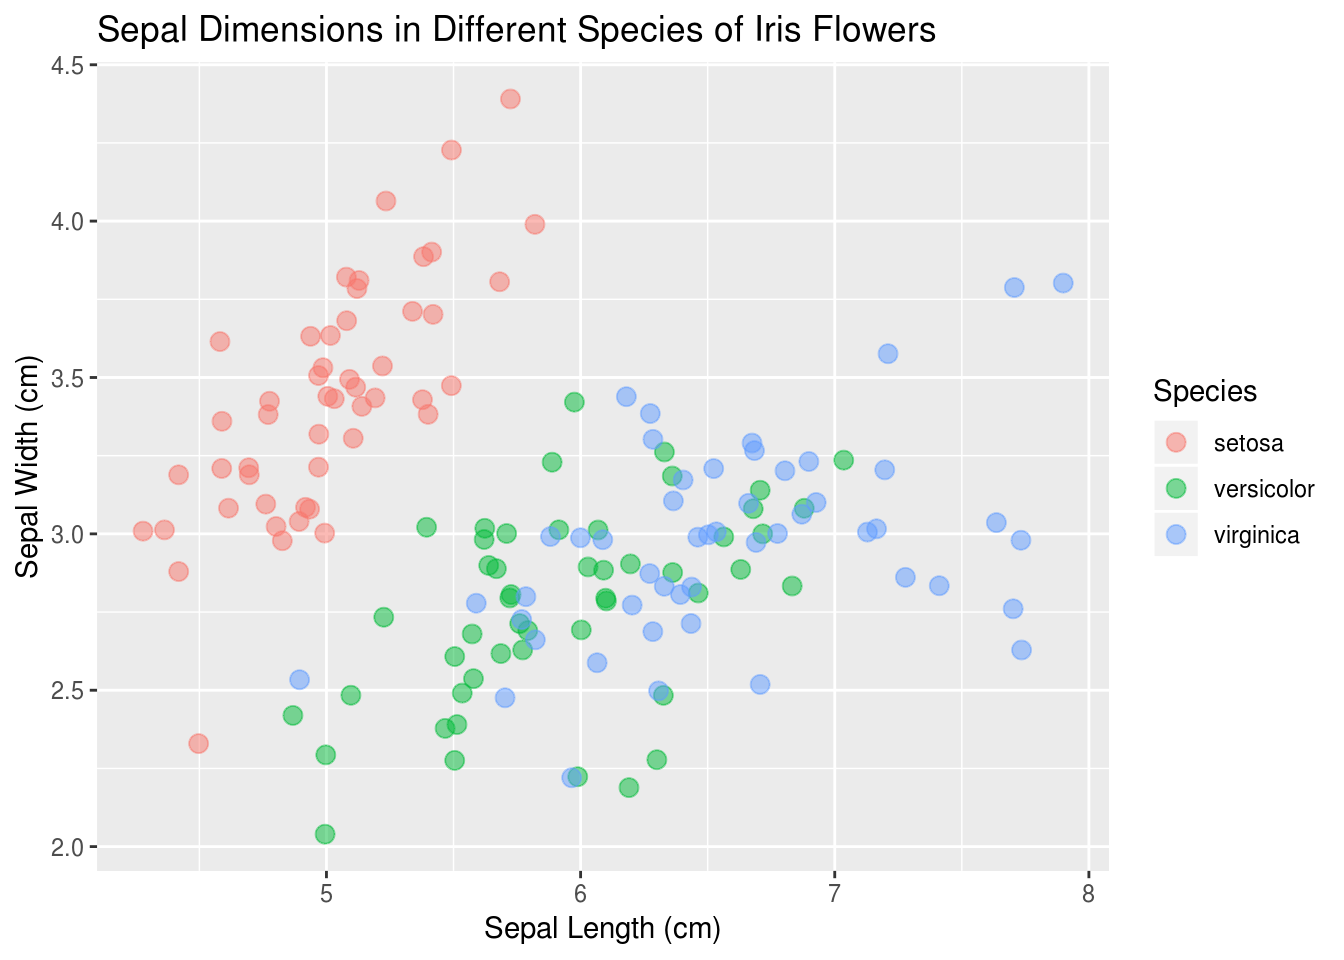 Sepal Dimensions in Different Species of Iris Flowers
4.5
4.0
3.5
3.0
2.5
2.0
Sepal Width (cm)
5 6 7 8
Sepal Length (cm)
Species
setosa
versicolor
virginica